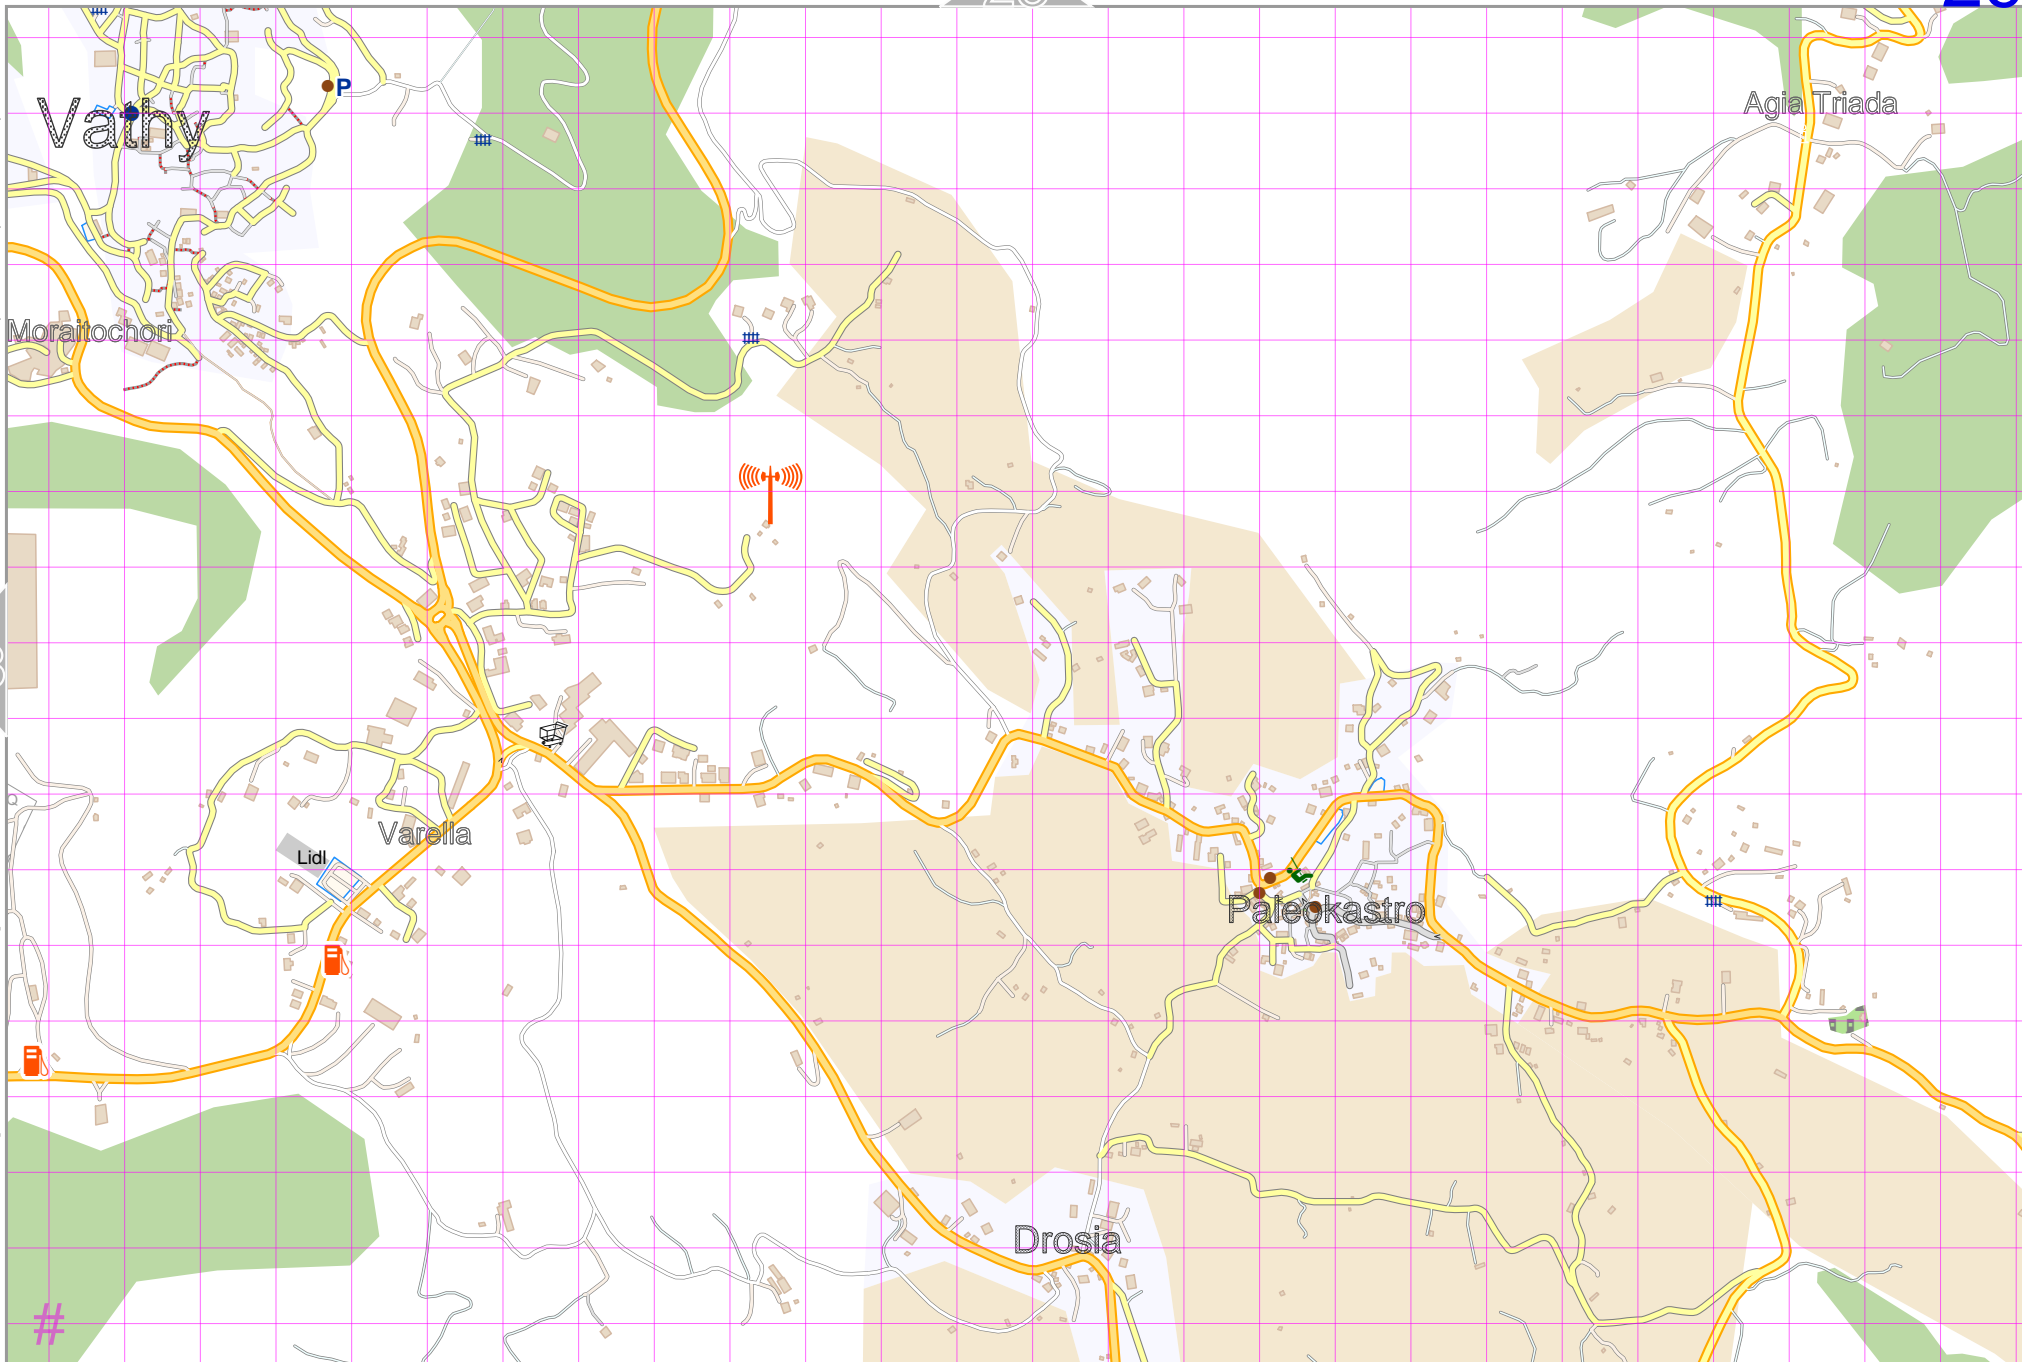 P
Agia Triada
Vathy
Moraitochori
Varella
Lidl
Paleokastro
Drosia
#